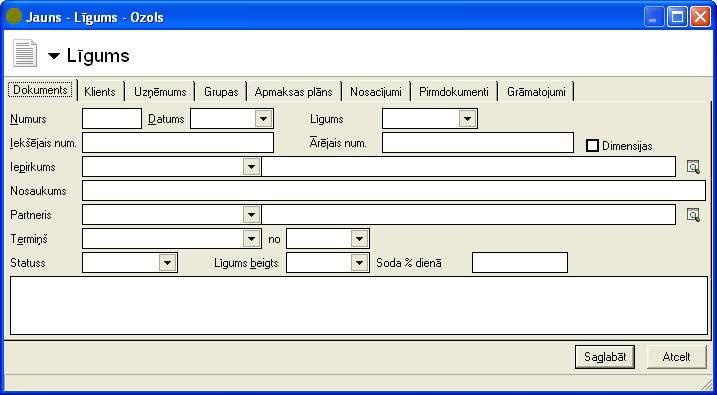 Jauns - Līgums - Ozols
Līgums
Dokuments Klients Uzņēmums Grupas Apmaksas plāns Nosacījumi Pirmdokumenti Grāmatojumi
Numurs Datums Līgums
Iekšējais num. Ārējais num. Dimensijas
Iepirkums
Nosaukums
Partneris
Termiņš no
Statuss Līgums beigts Soda % dienā
Saglabāt Atcelt